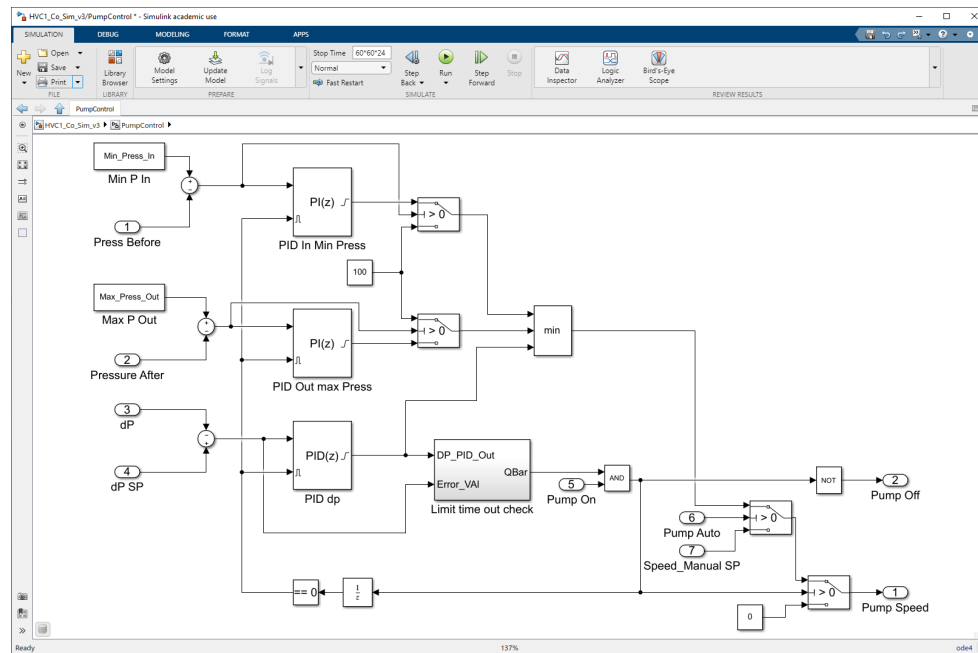 HVC1_Co_Sim_v3/PumpControl * - Simulink academic use
SIMULATION DEBUG MODELING FORMAT APPS
New
Open
Save
Print
FILE
Library
Browser
LIBRARY
Model
Settings
Update
Model
Log
Signals
PREPARE
Stop Time 60*60*24
Normal
Fast Restart
Step
Back
Run
Step
Forward
Stop
SIMULATE
Data
Inspector
Logic
Analyzer
Bird's-Eye
Scope
REVIEW RESULTS
PumpControl
HVC1_Co_Sim_v3 PumpControl
Min_Press_In
Min P In
1
Press Before
PI(z)
PID In Min Press
> 0
100
Max_Press_Out
Max P Out
2
Pressure After
PI(z)
PID Out max Press
> 0
min
3
dP
4
dP SP
PID(z)
PID dp
DP_PID_Out
QBar
Error_VAl
Limit time out check
5
Pump On
AND
NOT
2
Pump Off
6
Pump Auto
> 0
7
Speed_Manual SP
== 0
1
z
> 0
1
Pump Speed
0
Ready 137% ode4